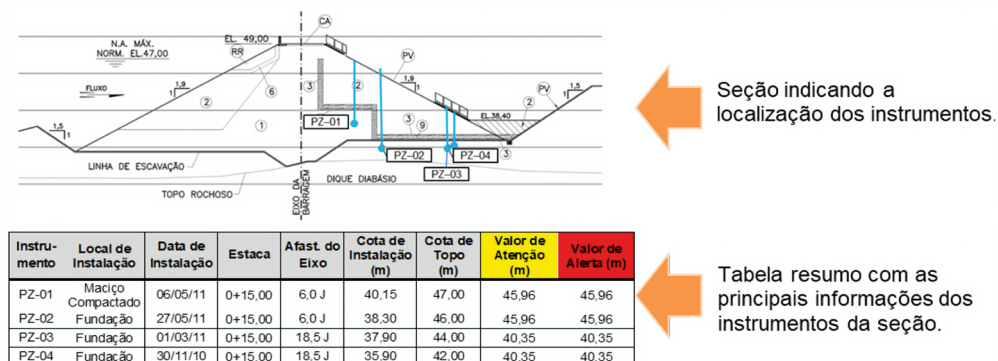 N.A. MÁX.
NORM. EL.47,00
EL. 49,00
CA
RR
PV
1,9
1
FLUXO
6
3
2
1,9
1
PV
1,5
1
2
2
1
PZ-01
3
9
EL.38,40
3
1,5
1
PZ-02
PZ-04
PZ-03
LINHA DE ESCAVAÇÃO
TOPO ROCHOSO
EIXO DA
BARRAGEM
DIQUE DIABÁSIO
Seção indicando a
localização dos instrumentos.
Instru-
mento
Local de
Instalação
Data de
Instalação
Estaca
Afast. do
Eixo
Cota de
Instalação
(m)
Cota de
Topo (m)
Valor de
Atenção
(m)
Valor de
Alerta (m)
PZ-01 Maciço
Compactado 06/05/11 0+15,00 6,0 J 40,15 47,00 45,96 45,96
PZ-02 Fundação 27/05/11 0+15,00 6,0 J 38,30 46,00 45,96 45,96
PZ-03 Fundação 01/03/11 0+15,00 18,5 J 37,90 44,00 40,35 40,35
PZ-04 Fundação 30/11/10 0+15,00 18,5 J 35,90 42,00 40,35 40,35
Tabela resumo com as
principais informações dos
instrumentos da seção.